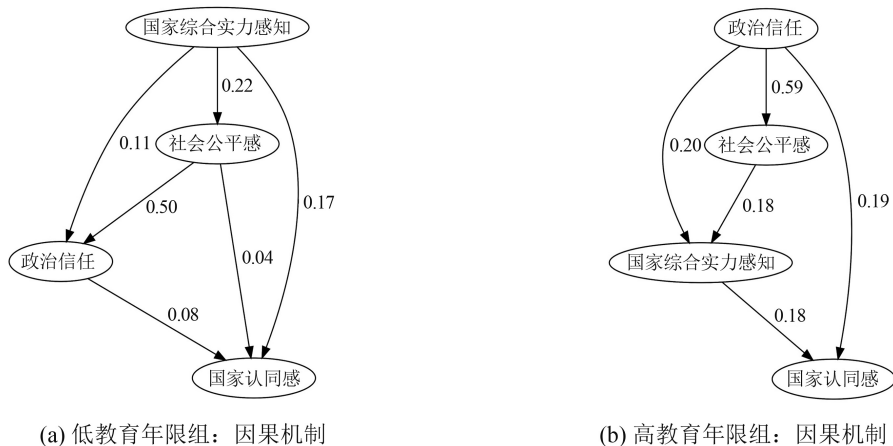 国家综合实力感知
0.22
社会公平感
0.11
0.17
0.50
0.04
政治信任
0.08
国家认同感
(a) 低教育年限组：因果机制
政治信任
0.59
社会公平感
0.20
0.19
0.18
国家综合实力感知
0.18
国家认同感
(b) 高教育年限组：因果机制